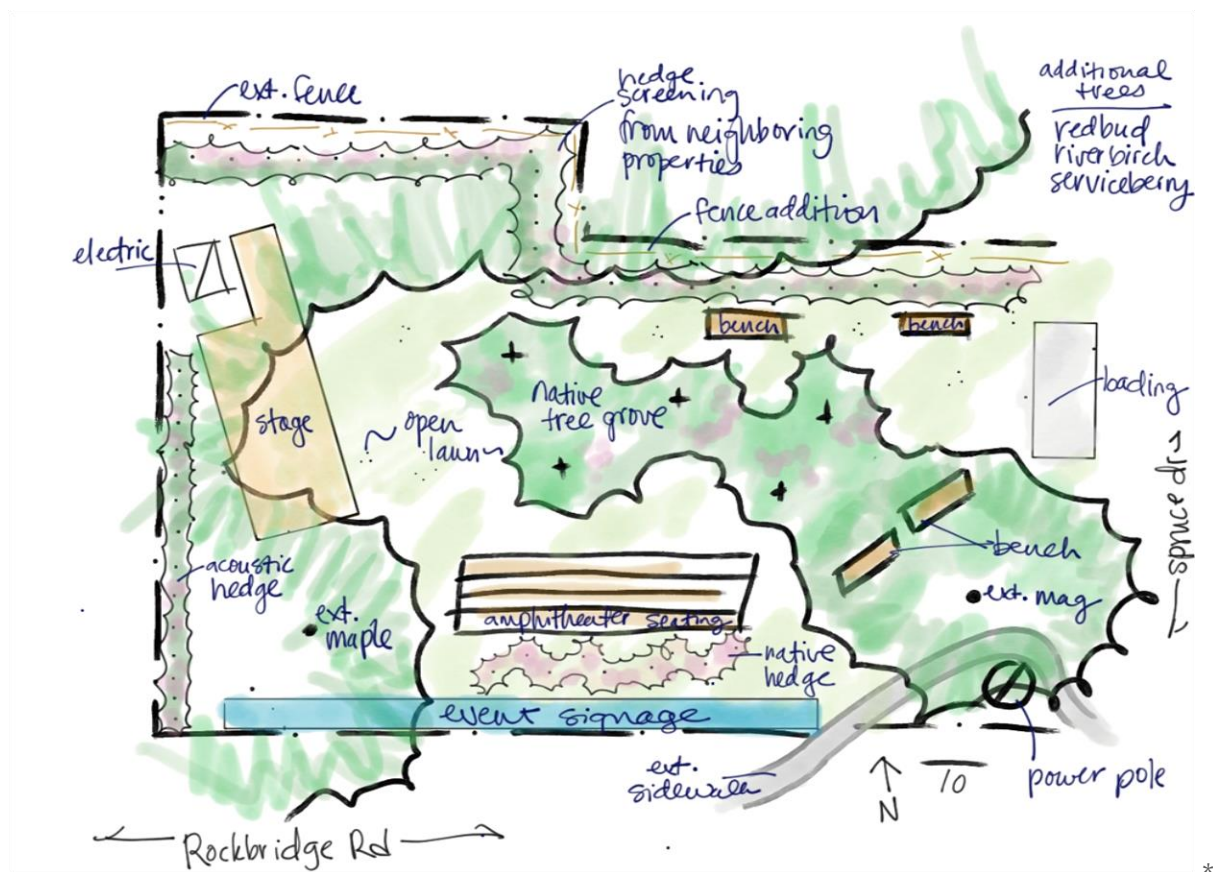 ext. fence
hedge
screening
from neighboring
properties
additional
trees
redbud
riverbirch
serviceberry
fence addition
electric
bench
bench
native
tree grove
loading
stage
open
lawn
spruce dr
bench
acoustic
hedge
ext. mag
ext.
maple
amphitheater seating
native
hedge
event signage
ext.
sidewalk
N
10
power pole
Rockbridge Rd
*